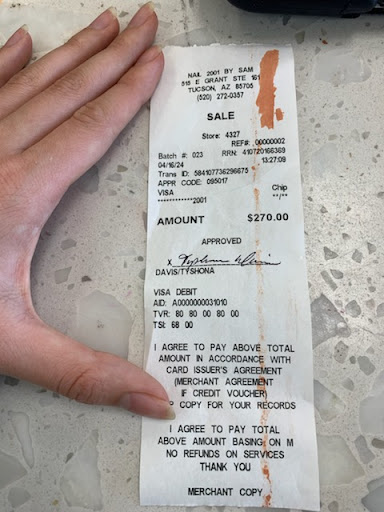 NAIL 2001 BY SAM
515 E GRANT STE 161
TUCSON, AZ 85705
(520) 272-0357
SALE
Store: 4327
REF#: 00000002
Batch #: 023 RRN: 410720166369
04/16/24 13:27:09
Trans ID: 584107736296675
APPR CODE: 095017
VISA Chip
************2001 **/**
AMOUNT $270.00
APPROVED
x Tyshona Davis
DAVIS/TYSHONA
VISA DEBIT
AID: A0000000031010
TVR: 80 80 00 80 00
TSI: 68 00
I AGREE TO PAY ABOVE TOTAL
AMOUNT IN ACCORDANCE WITH
CARD ISSUER'S AGREEMENT
(MERCHANT AGREEMENT
IF CREDIT VOUCHER)
P COPY FOR YOUR RECORDS
I AGREE TO PAY TOTAL
ABOVE AMOUNT BASING ON M
NO REFUNDS ON SERVICES
THANK YOU
MERCHANT COPY